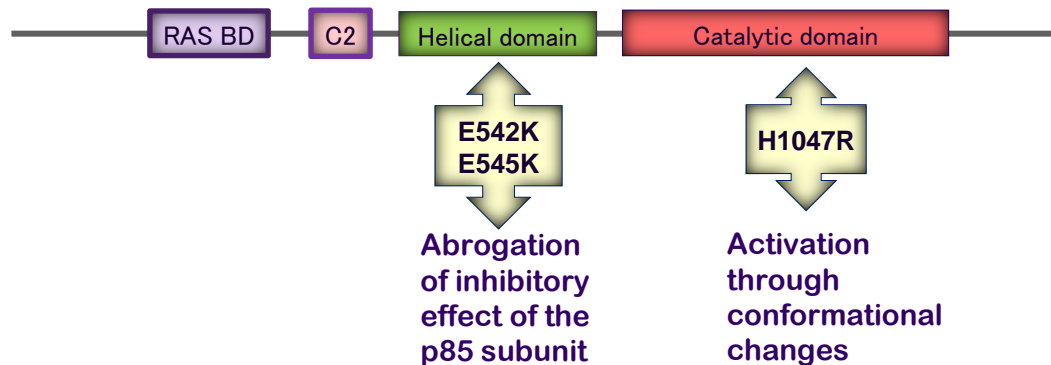 RAS BD
C2
Helical domain
Catalytic domain
E542K
E545K
H1047R
Abrogation
of inhibitory
effect of the
p85 subunit
Activation
through
conformational
changes